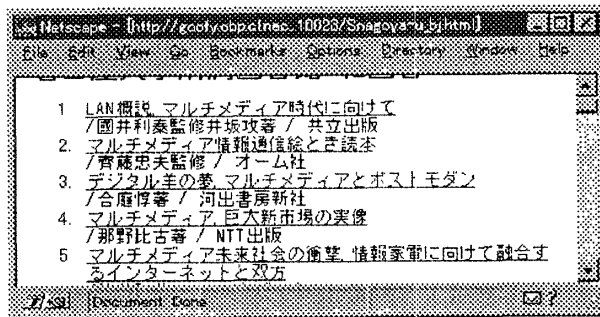 Netscape - [http://
File Edit View Go Bookmarks Options Directory Window Help
1 LAN概説, マルチメディア時代に向けて
/國井利泰監修井坂攻著 / 共立出版
2. マルチメディア情報通信絵とき読本
/齊藤忠夫監修 / オーム社
3. デジタル羊の夢, マルチメディアとポストモダン
/合庭惇著 / 河出書房新社
4. マルチメディア, 巨大新市場の実像
/那野比古著 / NTT出版
5 マルチメディア未来社会の衝撃, 情報家電に向けて融合す
るインターネットと双方
Document Done